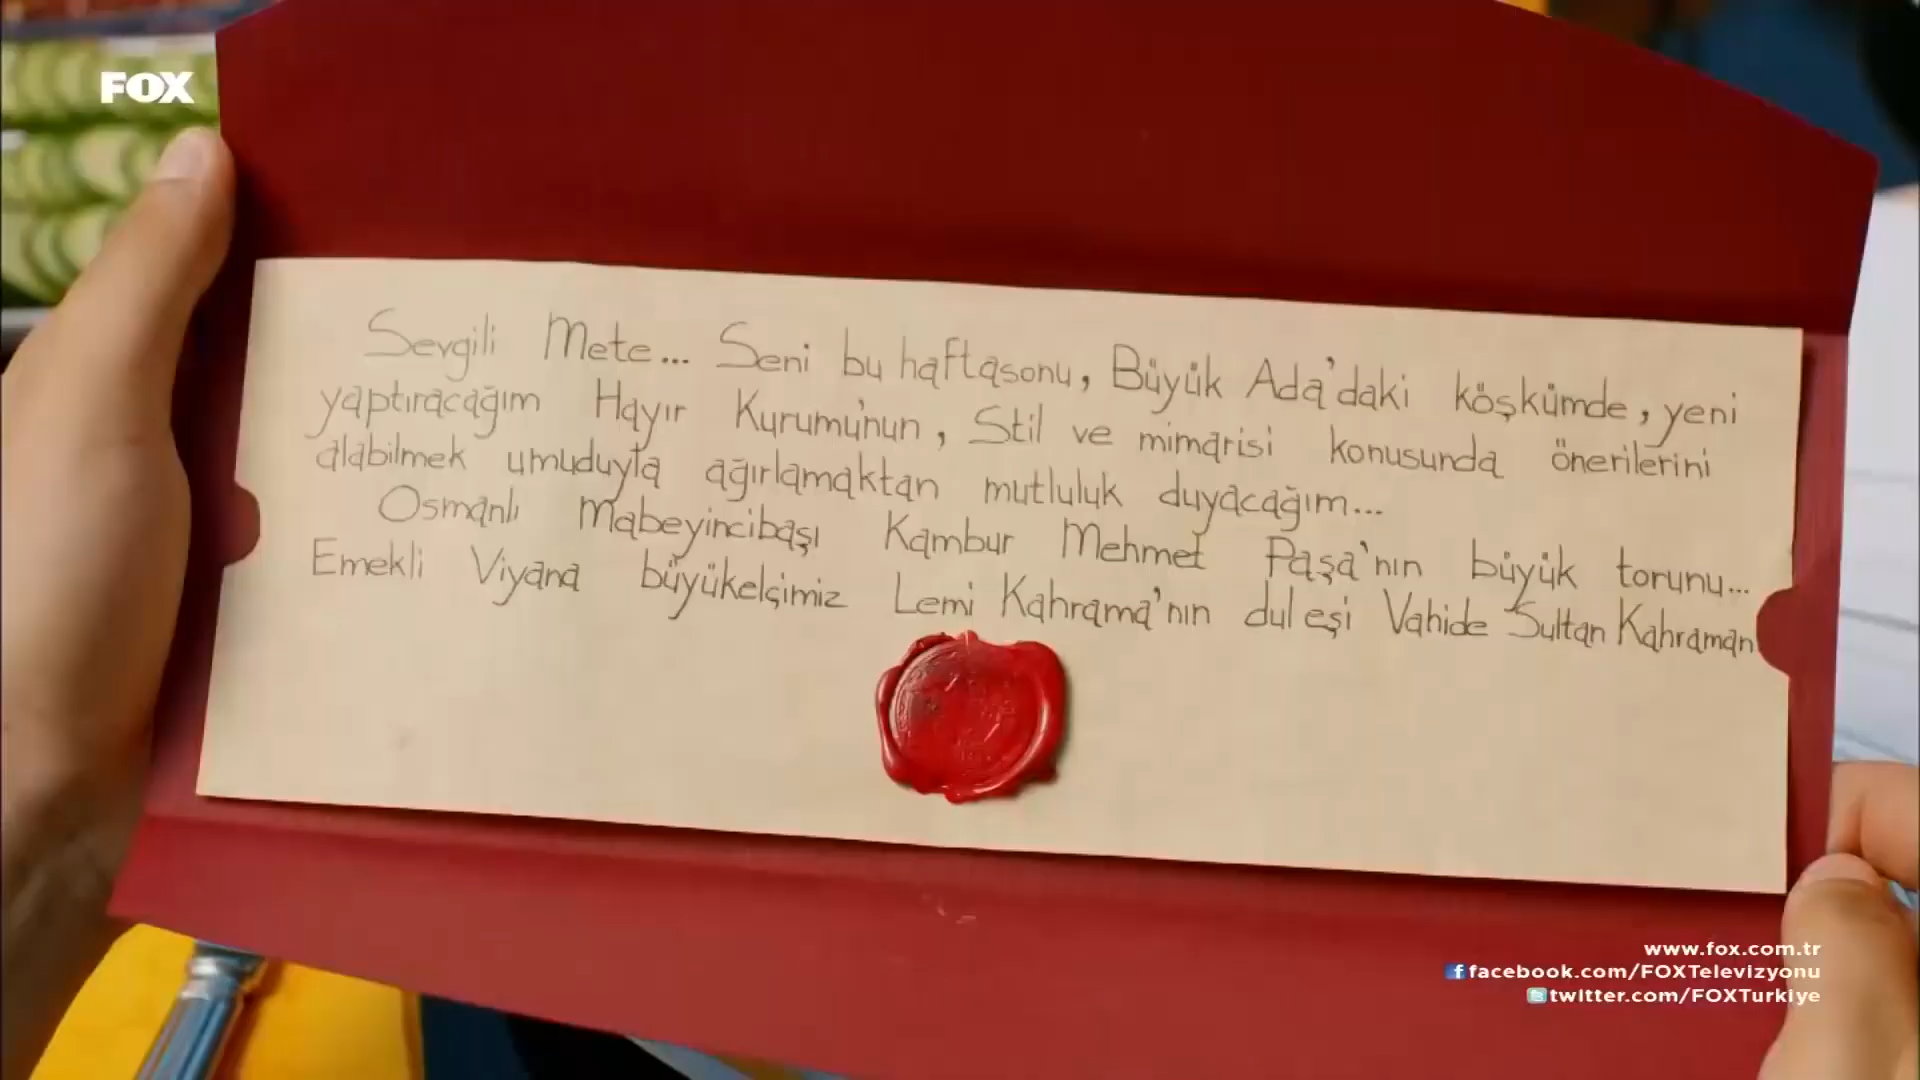 FOX
Sevgili Mete... Seni bu haftasonu, Büyük Ada'daki köşkümde, yeni
yaptıracağım Hayır Kurumu'nun, Stil ve mimarisi konusunda önerilerini
alabilmek umuduyla ağırlamaktan mutluluk duyacağım...
Osmanlı Mabeyincibaşı Kambur Mehmet Paşa'nın büyük torunu...
Emekli Viyana büyükelçimiz Lemi Kahrama'nın dul eşi Vahide Sultan Kahraman
www.fox.com.tr
facebook.com/FOXTelevizyonu
twitter.com/FOXTurkiye